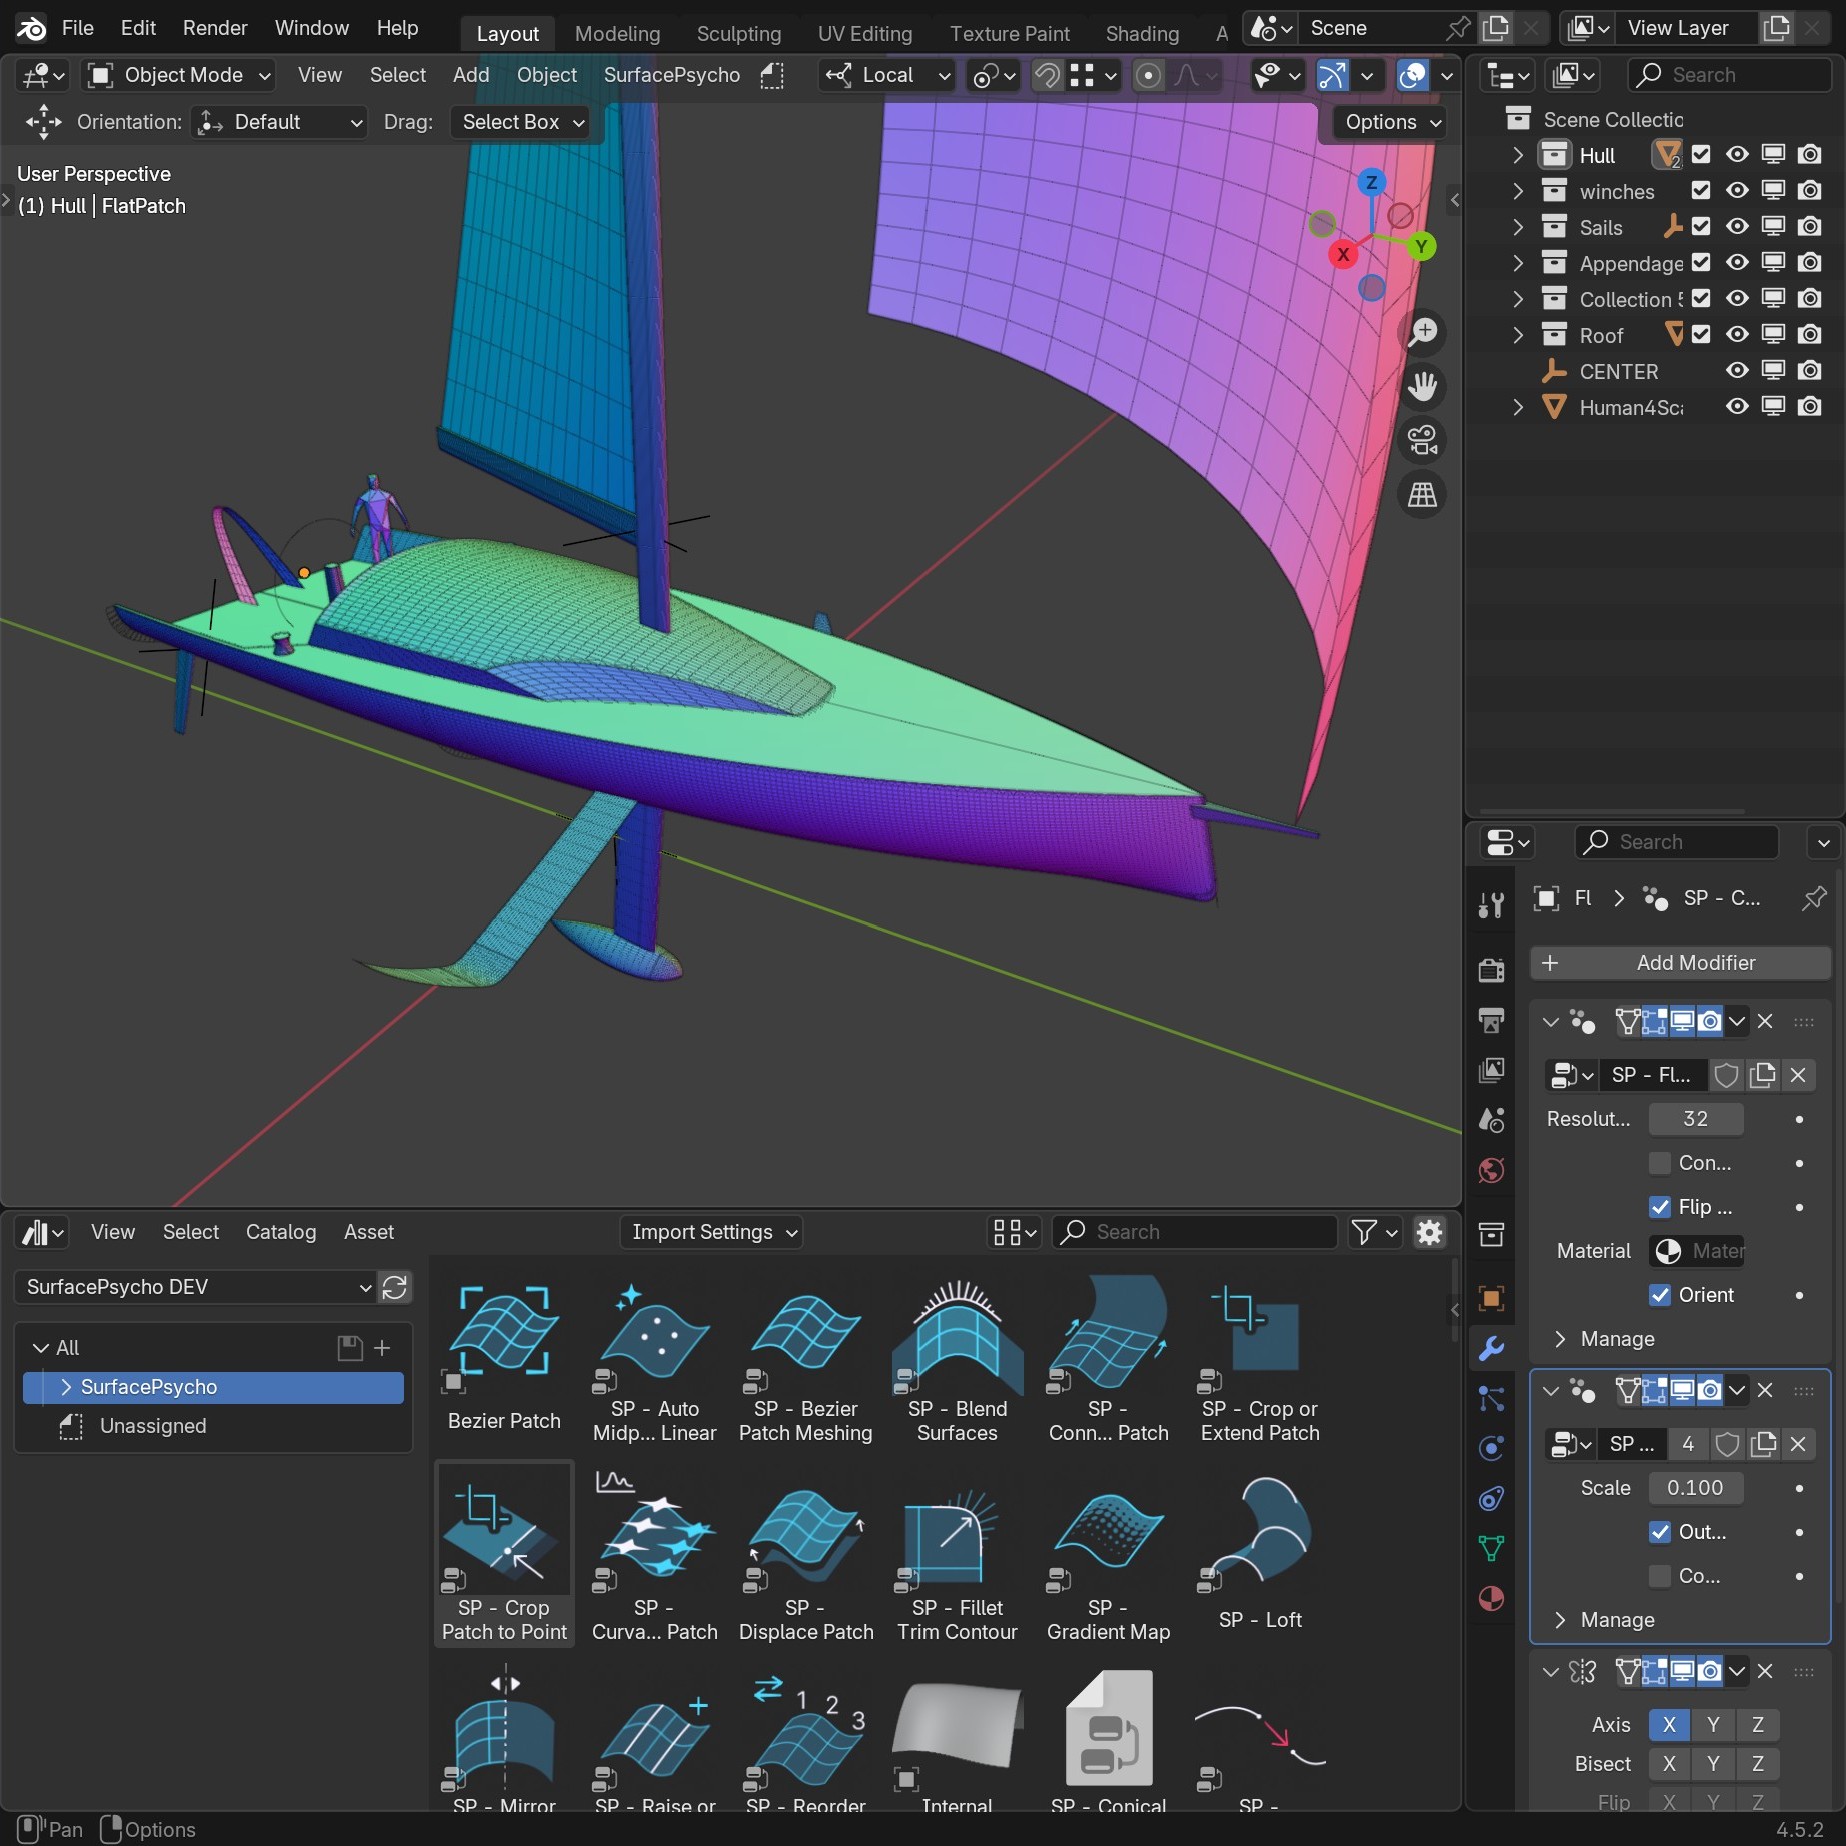 File Edit Render Window Help Layout Modeling Sculpting UV Editing Texture Paint Shading A Scene View Layer
Object Mode View Select Add Object SurfacePsycho Local Search
Orientation: Default Drag: Select Box Options
User Perspective
(1) Hull | FlatPatch
Z
Y
X
Scene Collectio
Hull 2
winches
Sails
Appendage
Collection 5
Roof
CENTER
Human4Sca
Search
Fl SP - C...
Add Modifier
SP - Fl...
Resolut... 32
Con...
Flip ...
Material Mater
Orient
Manage
SP ... 4
Scale 0.100
Out...
Co...
Manage
Axis X Y Z
Bisect X Y Z
Flip X Y Z
View Select Catalog Asset Import Settings Search
SurfacePsycho DEV
All
SurfacePsycho
Unassigned
Bezier Patch
SP - Auto
Midp... Linear
SP - Bezier
Patch Meshing
SP - Blend
Surfaces
SP -
Conn... Patch
SP - Crop or
Extend Patch
SP - Crop
Patch to Point
SP -
Curva... Patch
SP -
Displace Patch
SP - Fillet
Trim Contour
SP -
Gradient Map
SP - Loft
1 2 3
SP - Mirror
SP - Raise or
SP - Reorder
Internal
SP - Conical
SP -
Pan Options 4.5.2